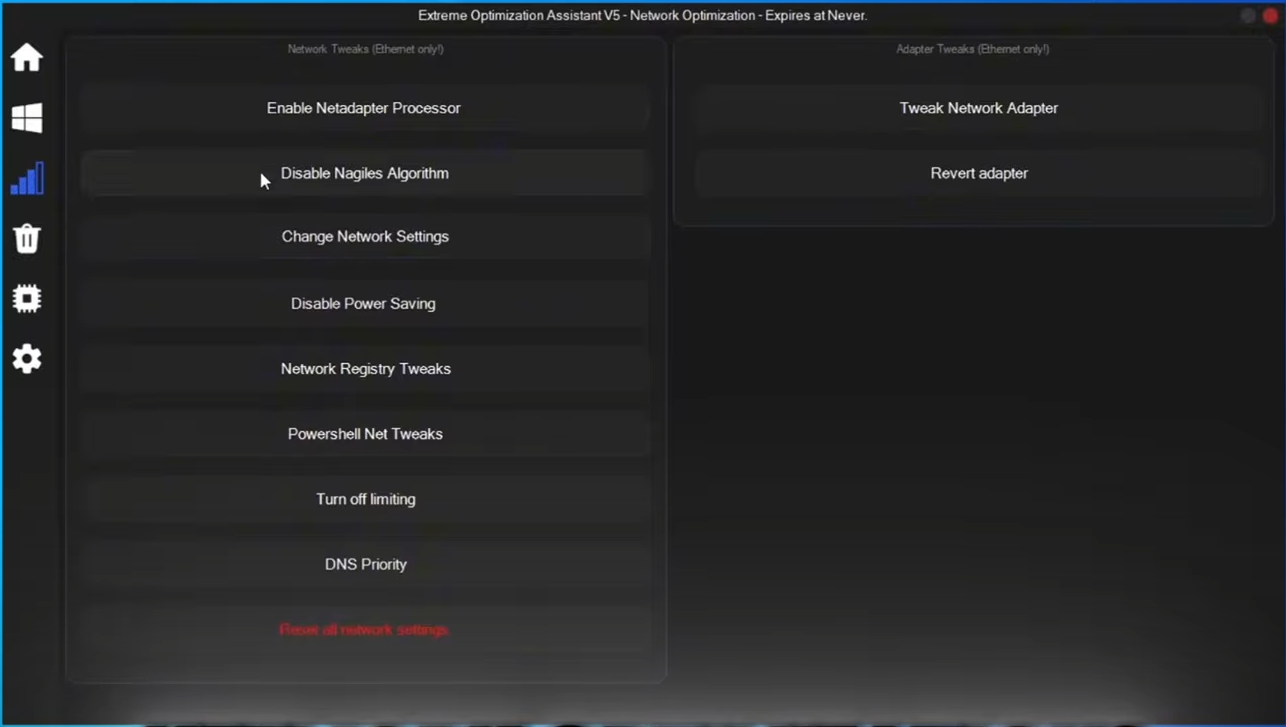 Extreme Optimization Assistant V5 - Network Optimization - Expires at Never.
Network Tweaks (Ethernet only!)
Enable Netadapter Processor
Disable Nagiles Algorithm
Change Network Settings
Disable Power Saving
Network Registry Tweaks
Powershell Net Tweaks
Turn off limiting
DNS Priority
Reset all network settings
Adapter Tweaks (Ethernet only!)
Tweak Network Adapter
Revert adapter